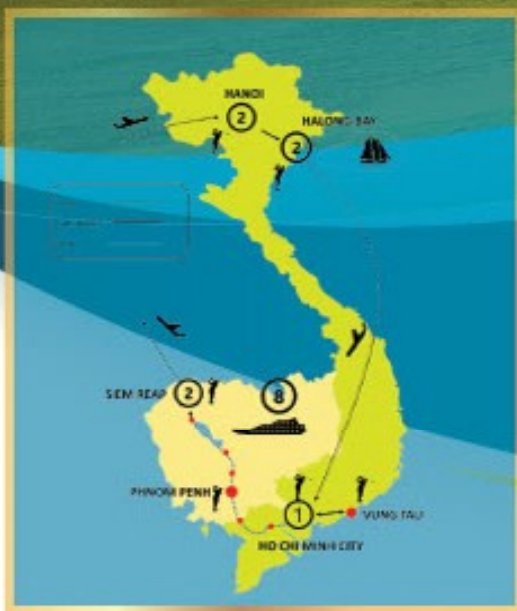 HANOI
2
HALONG BAY
2
SIEM REAP
2
8
PHNOM PENH
1
VUNG TAU
HO CHI MINH CITY